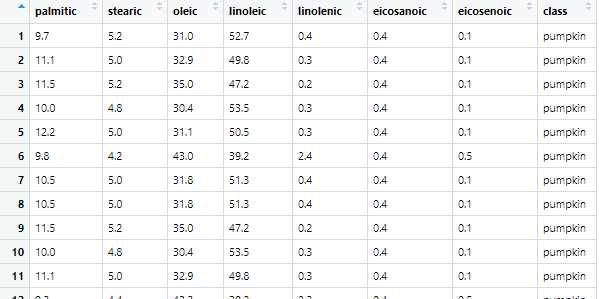 palmitic stearic oleic linoleic linolenic eicosanoic eicosenoic class
1 9.7 5.2 31.0 52.7 0.4 0.4 0.1 pumpkin
2 11.1 5.0 32.9 49.8 0.3 0.4 0.1 pumpkin
3 11.5 5.2 35.0 47.2 0.2 0.4 0.1 pumpkin
4 10.0 4.8 30.4 53.5 0.3 0.4 0.1 pumpkin
5 12.2 5.0 31.1 50.5 0.3 0.4 0.1 pumpkin
6 9.8 4.2 43.0 39.2 2.4 0.4 0.5 pumpkin
7 10.5 5.0 31.8 51.3 0.4 0.4 0.1 pumpkin
8 10.5 5.0 31.8 51.3 0.4 0.4 0.1 pumpkin
9 11.5 5.2 35.0 47.2 0.2 0.4 0.1 pumpkin
10 10.0 4.8 30.4 53.5 0.3 0.4 0.1 pumpkin
11 11.1 5.0 32.9 49.8 0.3 0.4 0.1 pumpkin